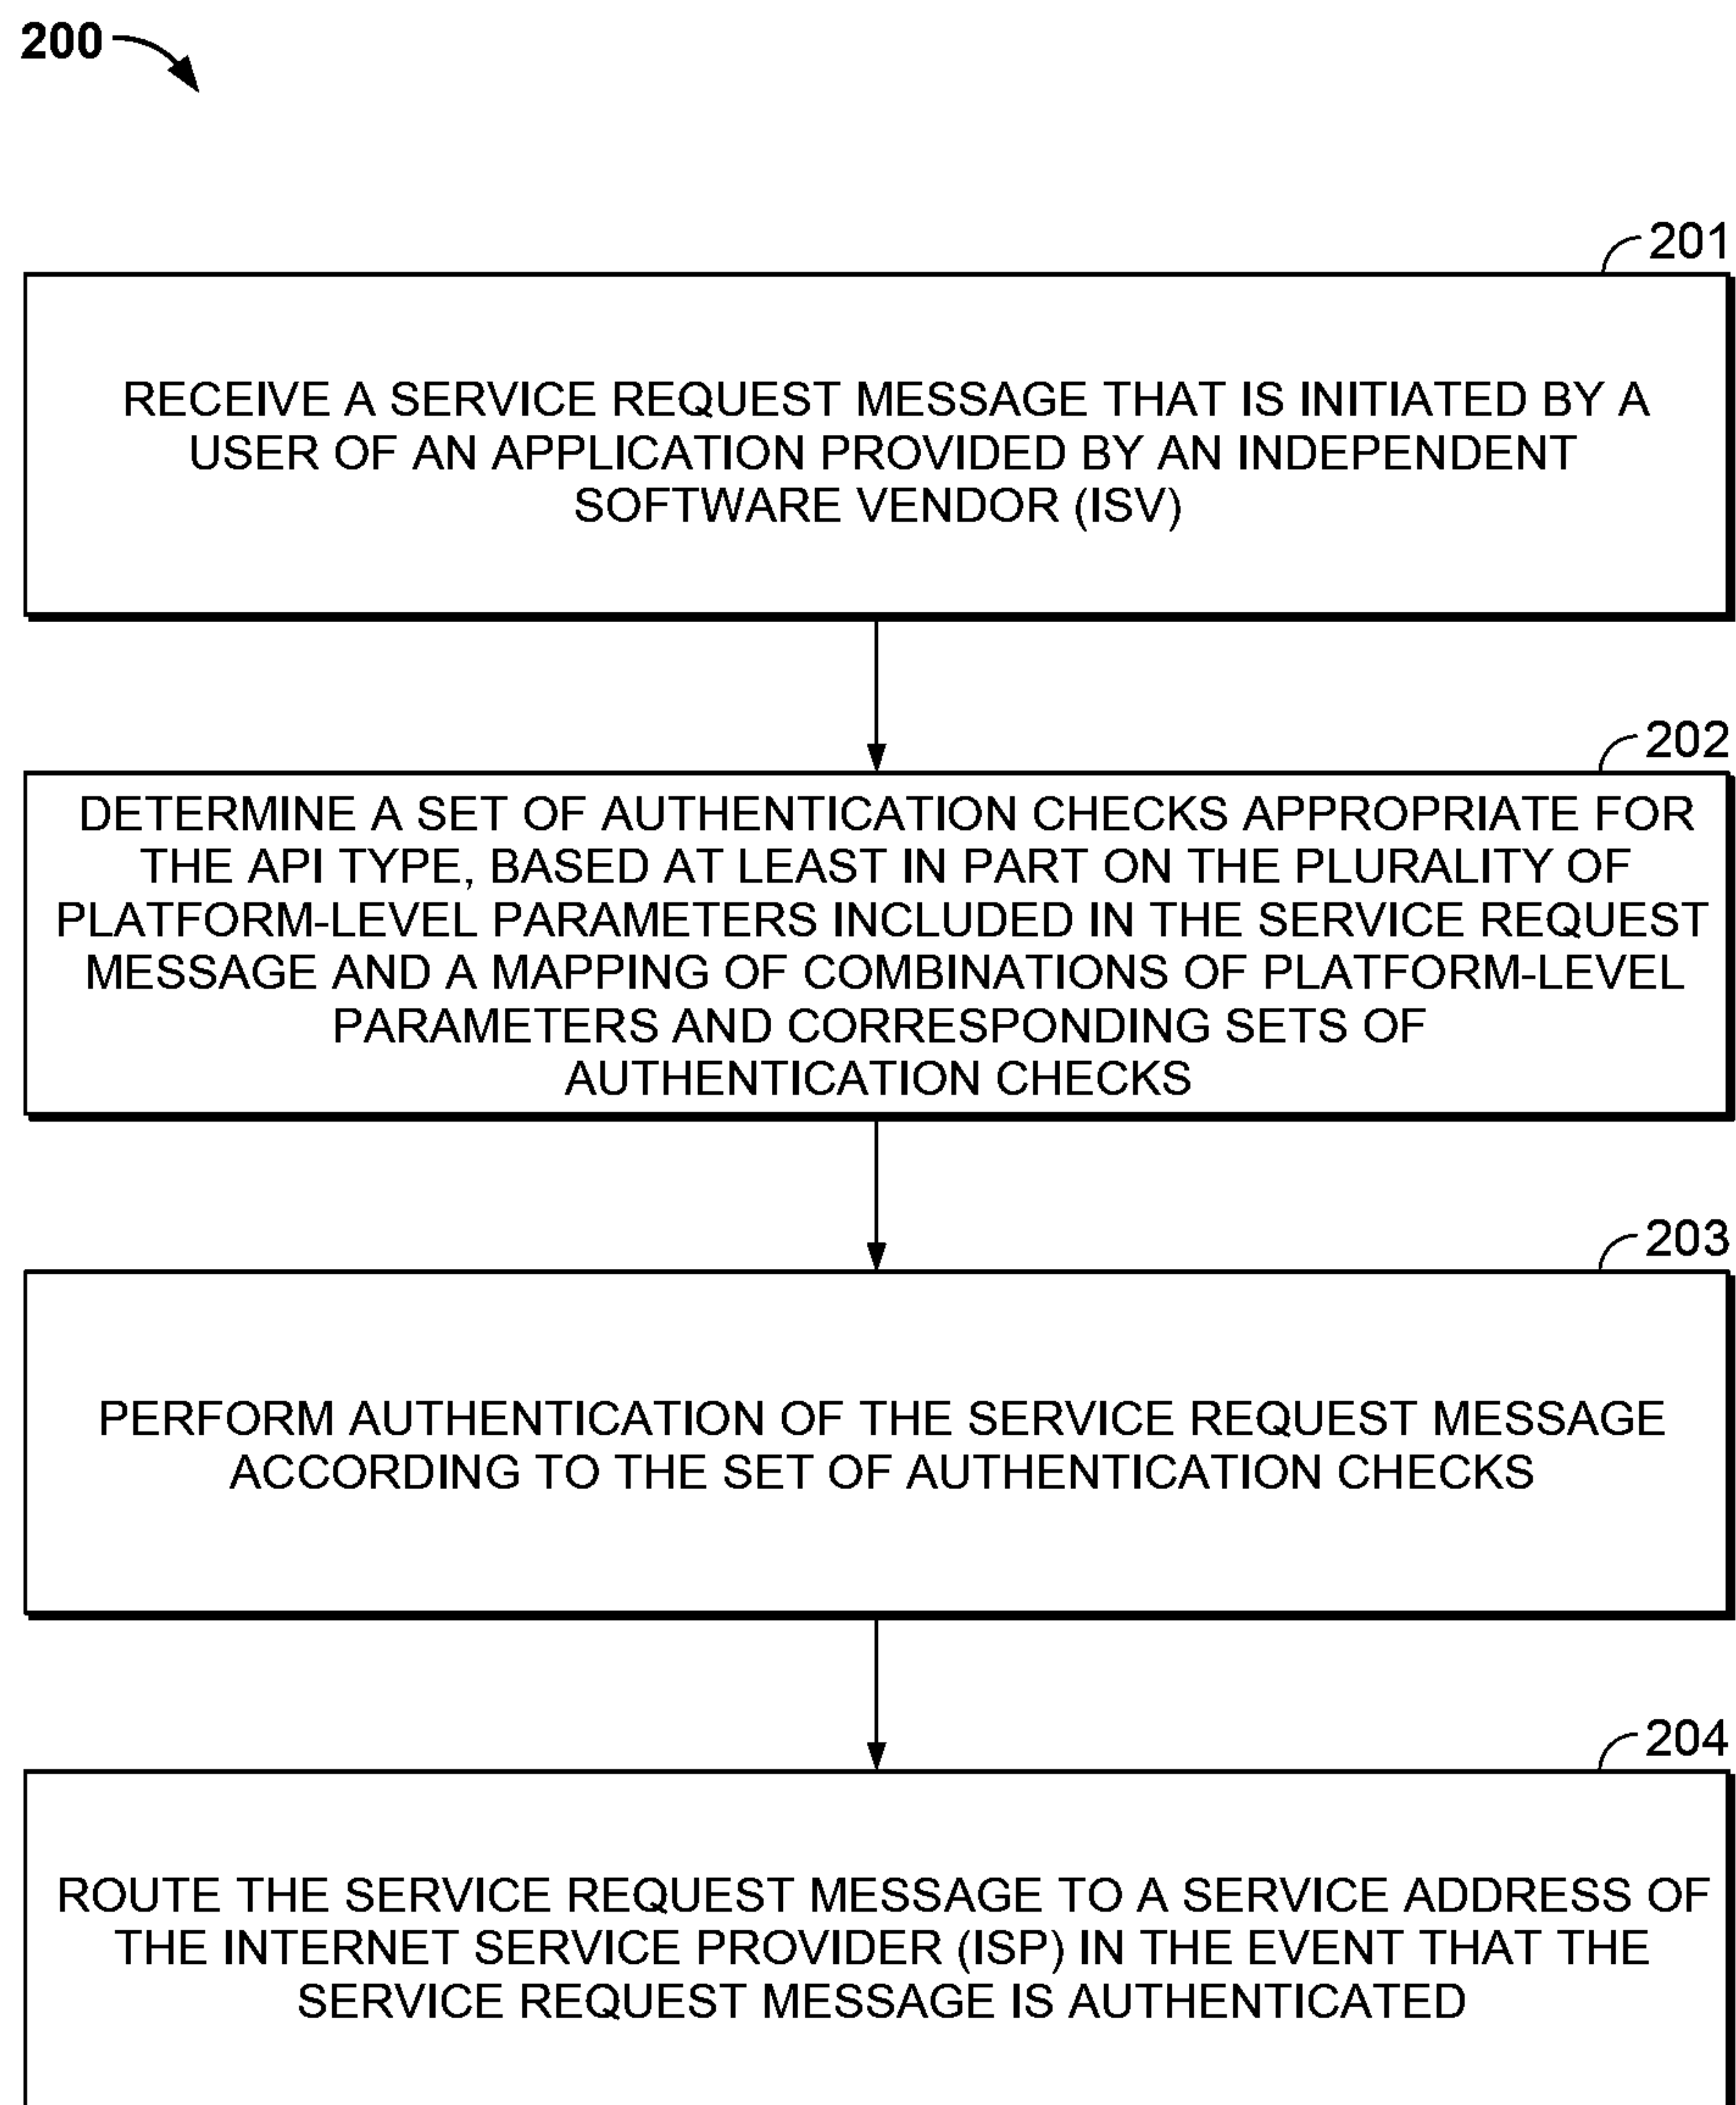 200
201
RECEIVE A SERVICE REQUEST MESSAGE THAT IS INITIATED BY A
USER OF AN APPLICATION PROVIDED BY AN INDEPENDENT
SOFTWARE VENDOR (ISV)
202
DETERMINE A SET OF AUTHENTICATION CHECKS APPROPRIATE FOR
THE API TYPE, BASED AT LEAST IN PART ON THE PLURALITY OF
PLATFORM-LEVEL PARAMETERS INCLUDED IN THE SERVICE REQUEST
MESSAGE AND A MAPPING OF COMBINATIONS OF PLATFORM-LEVEL
PARAMETERS AND CORRESPONDING SETS OF
AUTHENTICATION CHECKS
203
PERFORM AUTHENTICATION OF THE SERVICE REQUEST MESSAGE
ACCORDING TO THE SET OF AUTHENTICATION CHECKS
204
ROUTE THE SERVICE REQUEST MESSAGE TO A SERVICE ADDRESS OF
THE INTERNET SERVICE PROVIDER (ISP) IN THE EVENT THAT THE
SERVICE REQUEST MESSAGE IS AUTHENTICATED